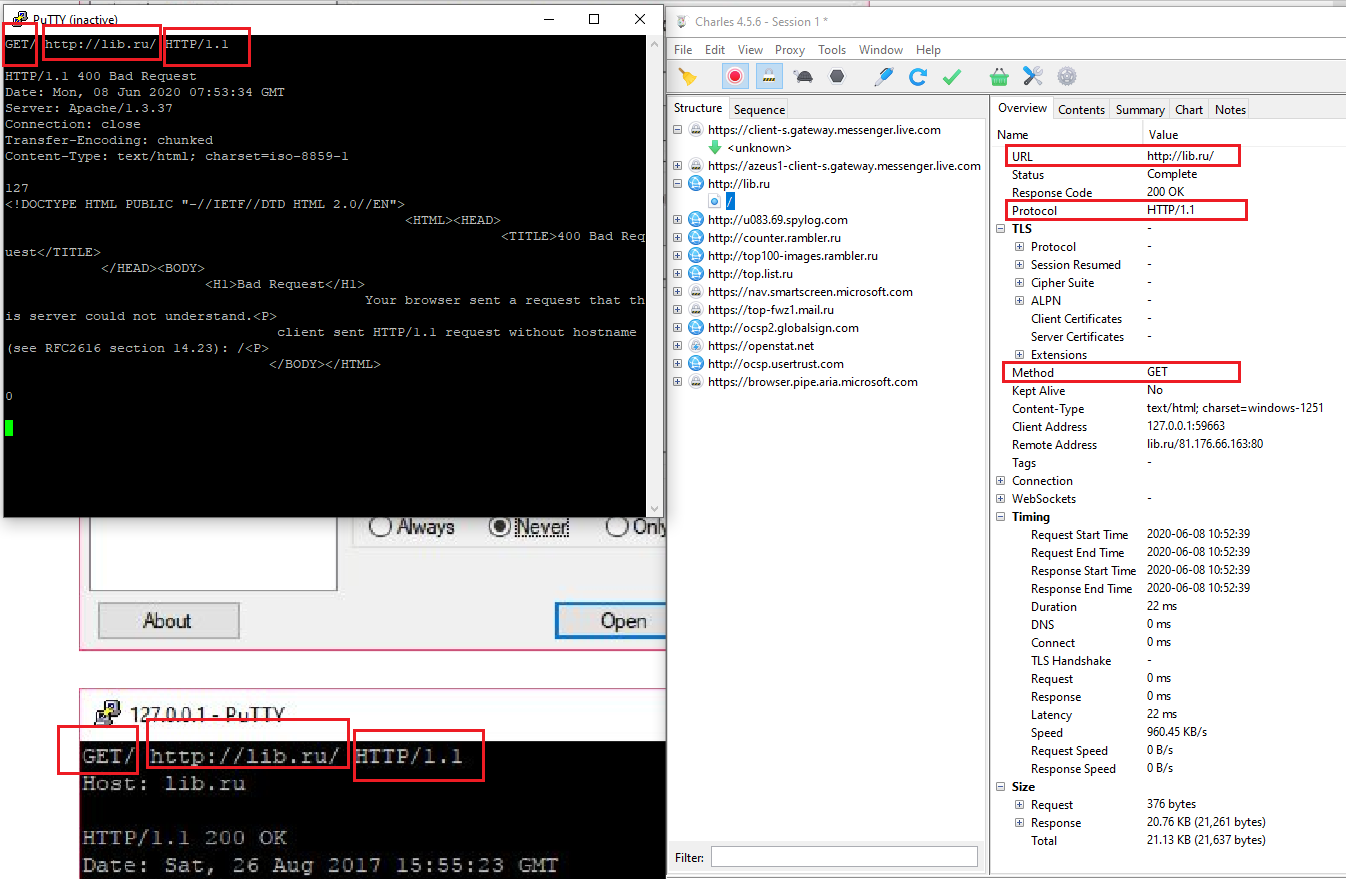 PuTTY (inactive)
GET/ http://lib.ru/ HTTP/1.1
HTTP/1.1 400 Bad Request
Date: Mon, 08 Jun 2020 07:53:34 GMT
Server: Apache/1.3.37
Connection: close
Transfer-Encoding: chunked
Content-Type: text/html; charset=iso-8859-1
127
<!DOCTYPE HTML PUBLIC "-//IETF//DTD HTML 2.0//EN">
<HTML><HEAD>
<TITLE>400 Bad Req
uest</TITLE>
</HEAD><BODY>
<H1>Bad Request</H1>
Your browser sent a request that th
is server could not understand.<P>
client sent HTTP/1.1 request without hostname
(see RFC2616 section 14.23): /<P>
</BODY></HTML>
0
Always Never Only
About Open
127.0.0.1 - PuTTY
GET/ http://lib.ru/ HTTP/1.1
Host: lib.ru
HTTP/1.1 200 OK
Date: Sat, 26 Aug 2017 15:55:23 GMT
Charles 4.5.6 - Session 1 *
File Edit View Proxy Tools Window Help
Structure Sequence
https://client-s.gateway.messenger.live.com
<unknown>
https://azeus1-client-s.gateway.messenger.live.com
http://lib.ru
/
http://u083.69.spylog.com
http://counter.rambler.ru
http://top100-images.rambler.ru
http://top.list.ru
https://nav.smartscreen.microsoft.com
https://top-fwz1.mail.ru
http://ocsp2.globalsign.com
https://openstat.net
http://ocsp.usertrust.com
https://browser.pipe.aria.microsoft.com
Filter:
Overview Contents Summary Chart Notes
Name Value
URL http://lib.ru/
Status Complete
Response Code 200 OK
Protocol HTTP/1.1
TLS -
Protocol -
Session Resumed -
Cipher Suite -
ALPN -
Client Certificates -
Server Certificates -
Extensions
Method GET
Kept Alive No
Content-Type text/html; charset=windows-1251
Client Address 127.0.0.1:59663
Remote Address lib.ru/81.176.66.163:80
Tags -
Connection
WebSockets -
Timing
Request Start Time 2020-06-08 10:52:39
Request End Time 2020-06-08 10:52:39
Response Start Time 2020-06-08 10:52:39
Response End Time 2020-06-08 10:52:39
Duration 22 ms
DNS 0 ms
Connect 0 ms
TLS Handshake -
Request 0 ms
Response 0 ms
Latency 22 ms
Speed 960.45 KB/s
Request Speed 0 B/s
Response Speed 0 B/s
Size
Request 376 bytes
Response 20.76 KB (21,261 bytes)
Total 21.13 KB (21,637 bytes)